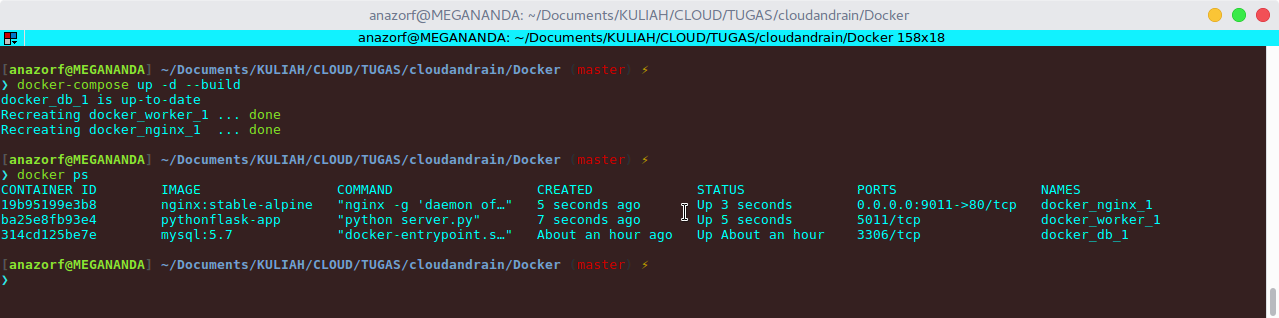 anazorf@MEGANANDA: ~/Documents/KULIAH/CLOUD/TUGAS/cloudandrain/Docker
anazorf@MEGANANDA: ~/Documents/KULIAH/CLOUD/TUGAS/cloudandrain/Docker 158x18
[anazorf@MEGANANDA] ~/Documents/KULIAH/CLOUD/TUGAS/cloudandrain/Docker (master) ⚡
❯ docker-compose up -d --build
docker_db_1 is up-to-date
Recreating docker_worker_1 ... done
Recreating docker_nginx_1  ... done
[anazorf@MEGANANDA] ~/Documents/KULIAH/CLOUD/TUGAS/cloudandrain/Docker (master) ⚡
❯ docker ps
CONTAINER ID        IMAGE                 COMMAND                  CREATED             STATUS              PORTS                  NAMES
19b95199e3b8        nginx:stable-alpine   "nginx -g 'daemon of…"   5 seconds ago       Up 3 seconds        0.0.0.0:9011->80/tcp   docker_nginx_1
ba25e8fb93e4        pythonflask-app       "python server.py"       7 seconds ago       Up 5 seconds        5011/tcp               docker_worker_1
314cd125be7e        mysql:5.7             "docker-entrypoint.s…"   About an hour ago   Up About an hour    3306/tcp               docker_db_1
[anazorf@MEGANANDA] ~/Documents/KULIAH/CLOUD/TUGAS/cloudandrain/Docker (master) ⚡
❯